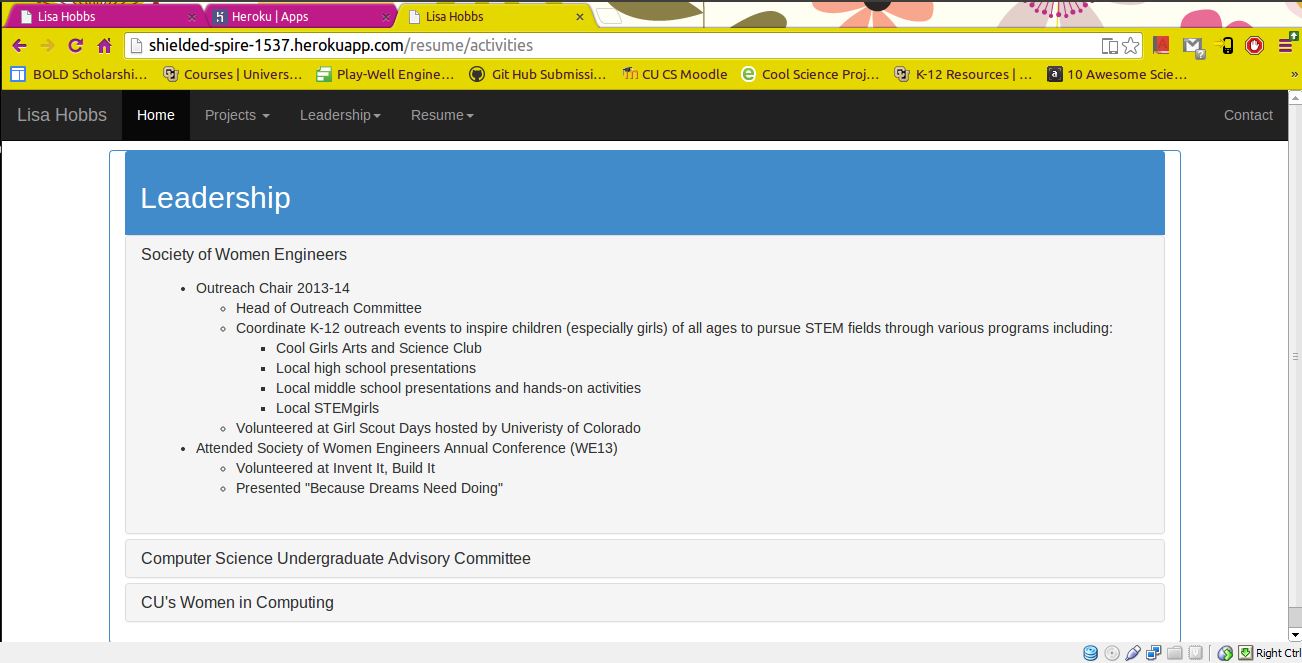 Lisa Hobbs
Heroku | Apps
Lisa Hobbs
shielded-spire-1537.herokuapp.com/resume/activities
BOLD Scholarshi... Courses | Univers... Play-Well Engine... Git Hub Submissi... CU CS Moodle Cool Science Proj... K-12 Resources | ... 10 Awesome Scie... »
Lisa Hobbs Home Projects Leadership Resume Contact
Leadership
Society of Women Engineers
• Outreach Chair 2013-14
◦ Head of Outreach Committee
◦ Coordinate K-12 outreach events to inspire children (especially girls) of all ages to pursue STEM fields through various programs including:
▪ Cool Girls Arts and Science Club
▪ Local high school presentations
▪ Local middle school presentations and hands-on activities
▪ Local STEMgirls
◦ Volunteered at Girl Scout Days hosted by Univeristy of Colorado
• Attended Society of Women Engineers Annual Conference (WE13)
◦ Volunteered at Invent It, Build It
◦ Presented "Because Dreams Need Doing"
Computer Science Undergraduate Advisory Committee
CU's Women in Computing
Right Ctrl